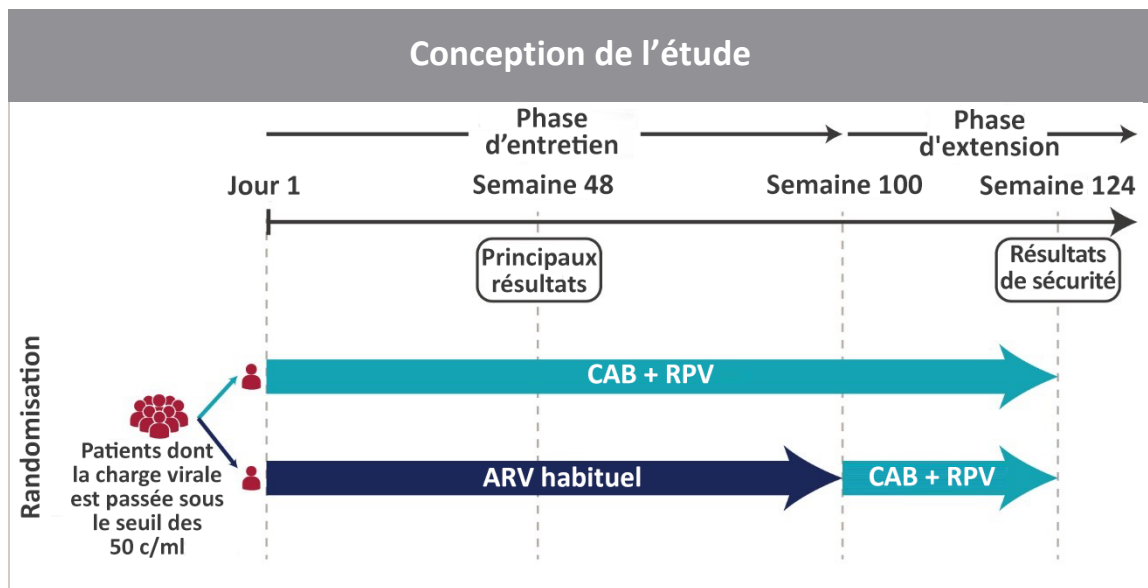 Conception de l’étude
Phase
d’entretien
Phase
d'extension
Jour 1
Semaine 48
Semaine 100
Semaine 124
Principaux
résultats
Résultats
de sécurité
Randomisation
CAB + RPV
Patients dont
la charge virale
est passée sous
le seuil des
50 c/ml
ARV habituel
CAB + RPV